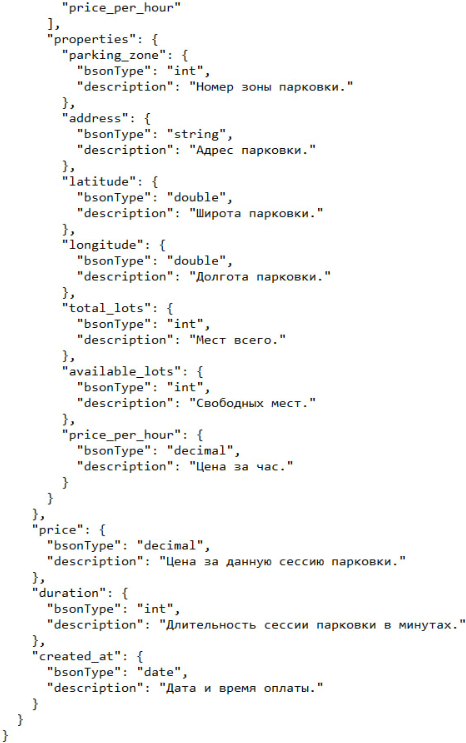 "price_per_hour"
],
"properties": {
"parking_zone": {
"bsonType": "int",
"description": "Номер зоны парковки."
},
"address": {
"bsonType": "string",
"description": "Адрес парковки."
},
"latitude": {
"bsonType": "double",
"description": "Широта парковки."
},
"longitude": {
"bsonType": "double",
"description": "Долгота парковки."
},
"total_lots": {
"bsonType": "int",
"description": "Мест всего."
},
"available_lots": {
"bsonType": "int",
"description": "Свободных мест."
},
"price_per_hour": {
"bsonType": "decimal",
"description": "Цена за час."
}
}
},
"price": {
"bsonType": "decimal",
"description": "Цена за данную сессию парковки."
},
"duration": {
"bsonType": "int",
"description": "Длительность сессии парковки в минутах."
},
"created_at": {
"bsonType": "date",
"description": "Дата и время оплаты."
}
}
}